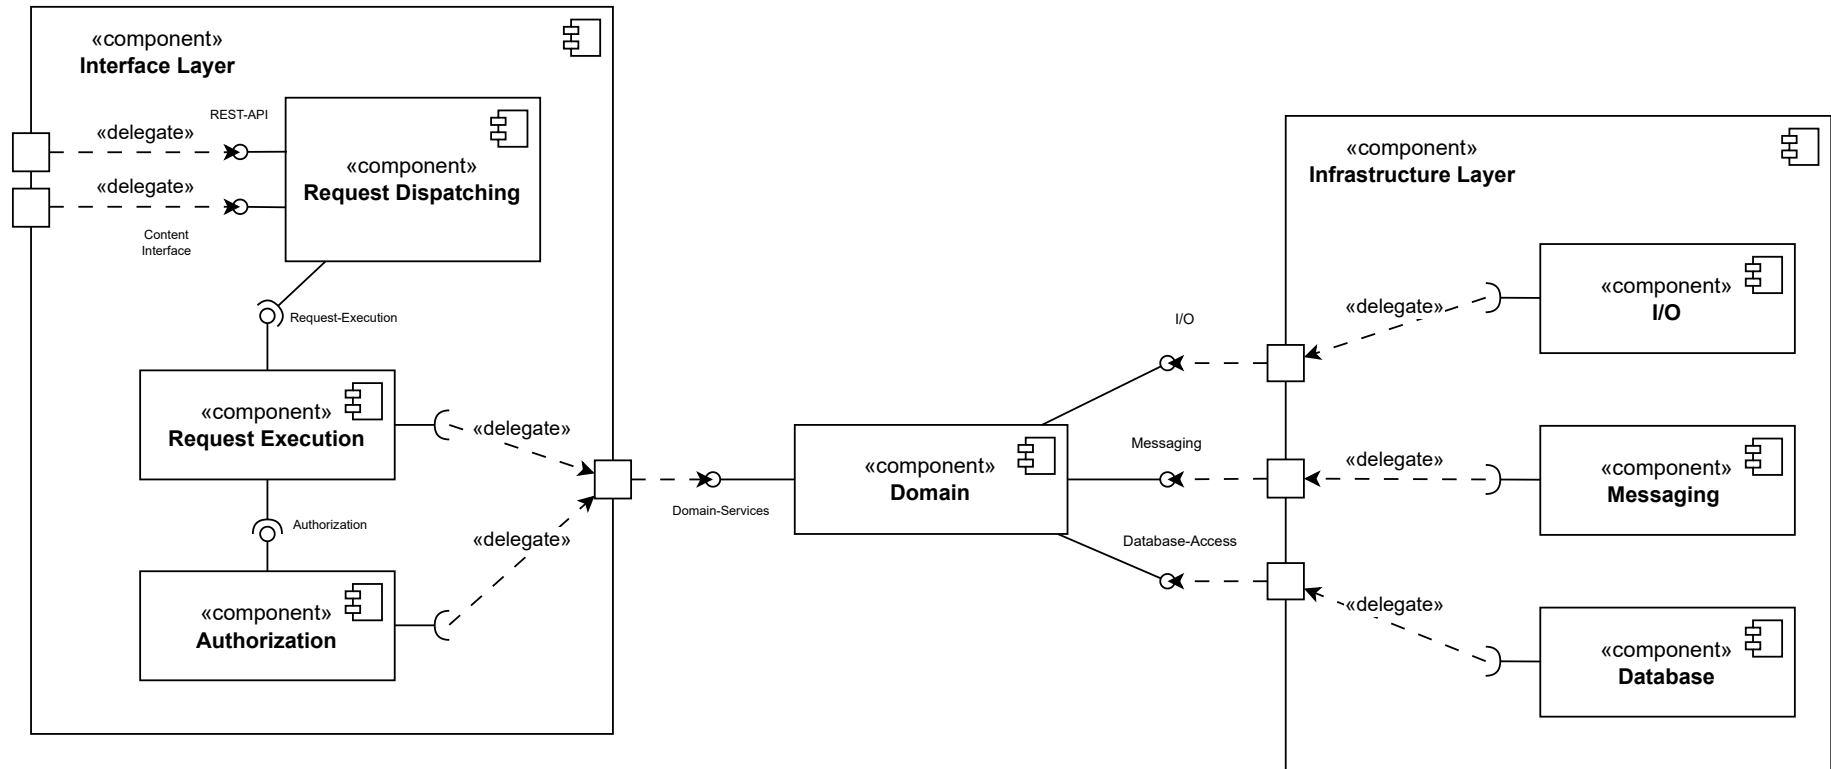 «component»
Interface Layer
REST-API
«delegate»
«component»
Request Dispatching
«delegate»
Content
Interface
Request-Execution
«component»
Request Execution
«delegate»
Authorization
«delegate»
«component»
Authorization
Domain-Services
«component»
Domain
I/O
Messaging
Database-Access
«component»
Infrastructure Layer
«delegate»
«component»
I/O
«delegate»
«component»
Messaging
«delegate»
«component»
Database